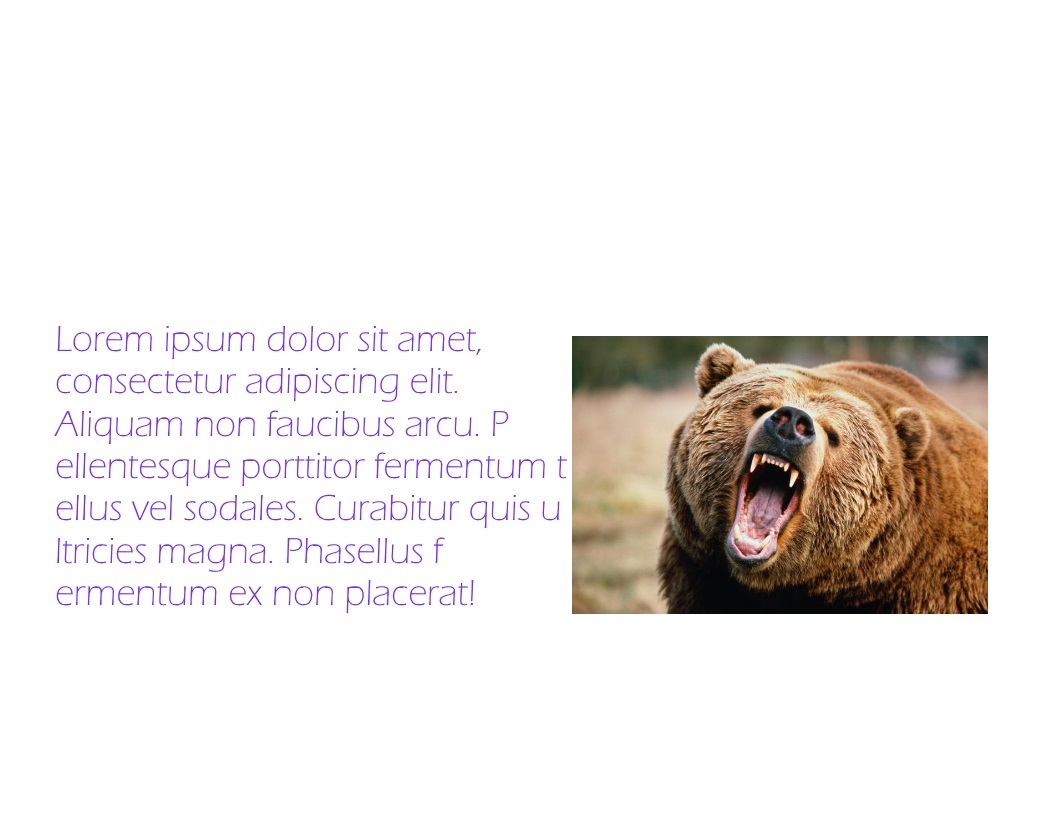 Lorem ipsum dolor sit amet,
consectetur adipiscing elit.
Aliquam non faucibus arcu. P
ellentesque porttitor fermentum t
ellus vel sodales. Curabitur quis u
ltricies magna. Phasellus f
ermentum ex non placerat!